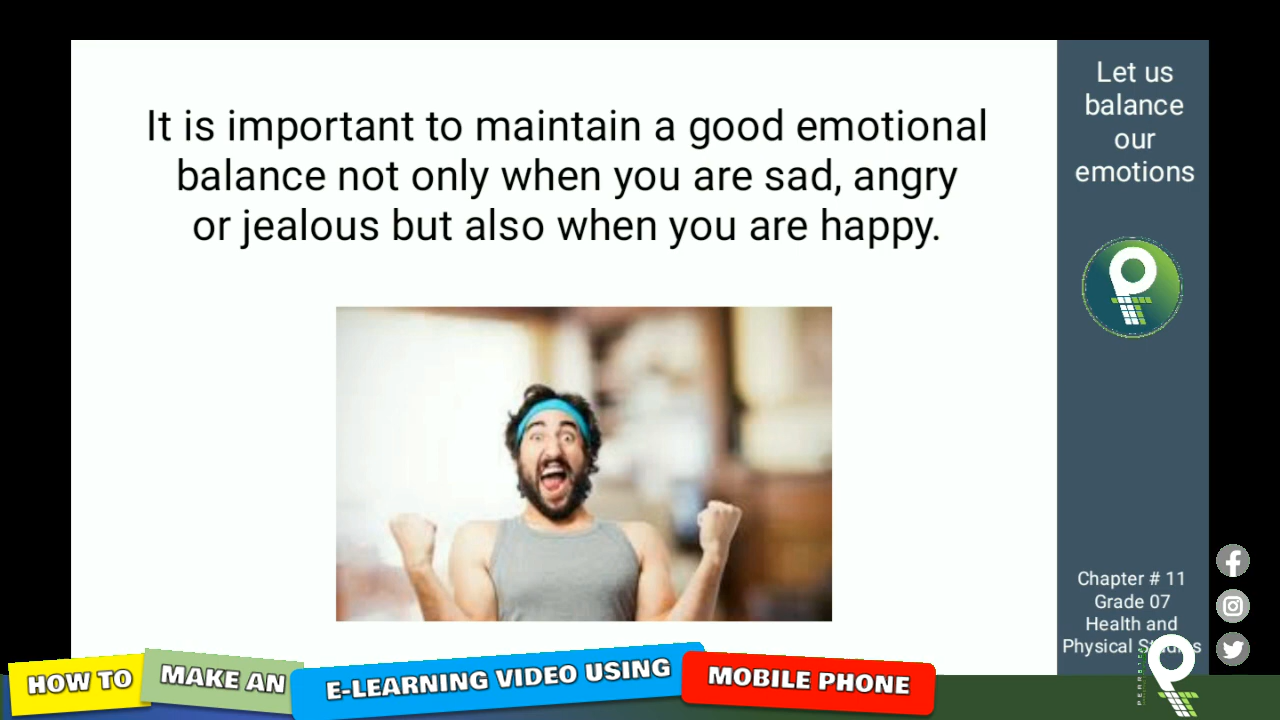 It is important to maintain a good emotional
balance not only when you are sad, angry
or jealous but also when you are happy.
Let us
balance
our
emotions
Chapter # 11
Grade 07
Health and
Physical
HOW TO MAKE AN E-LEARNING VIDEO USING MOBILE PHONE